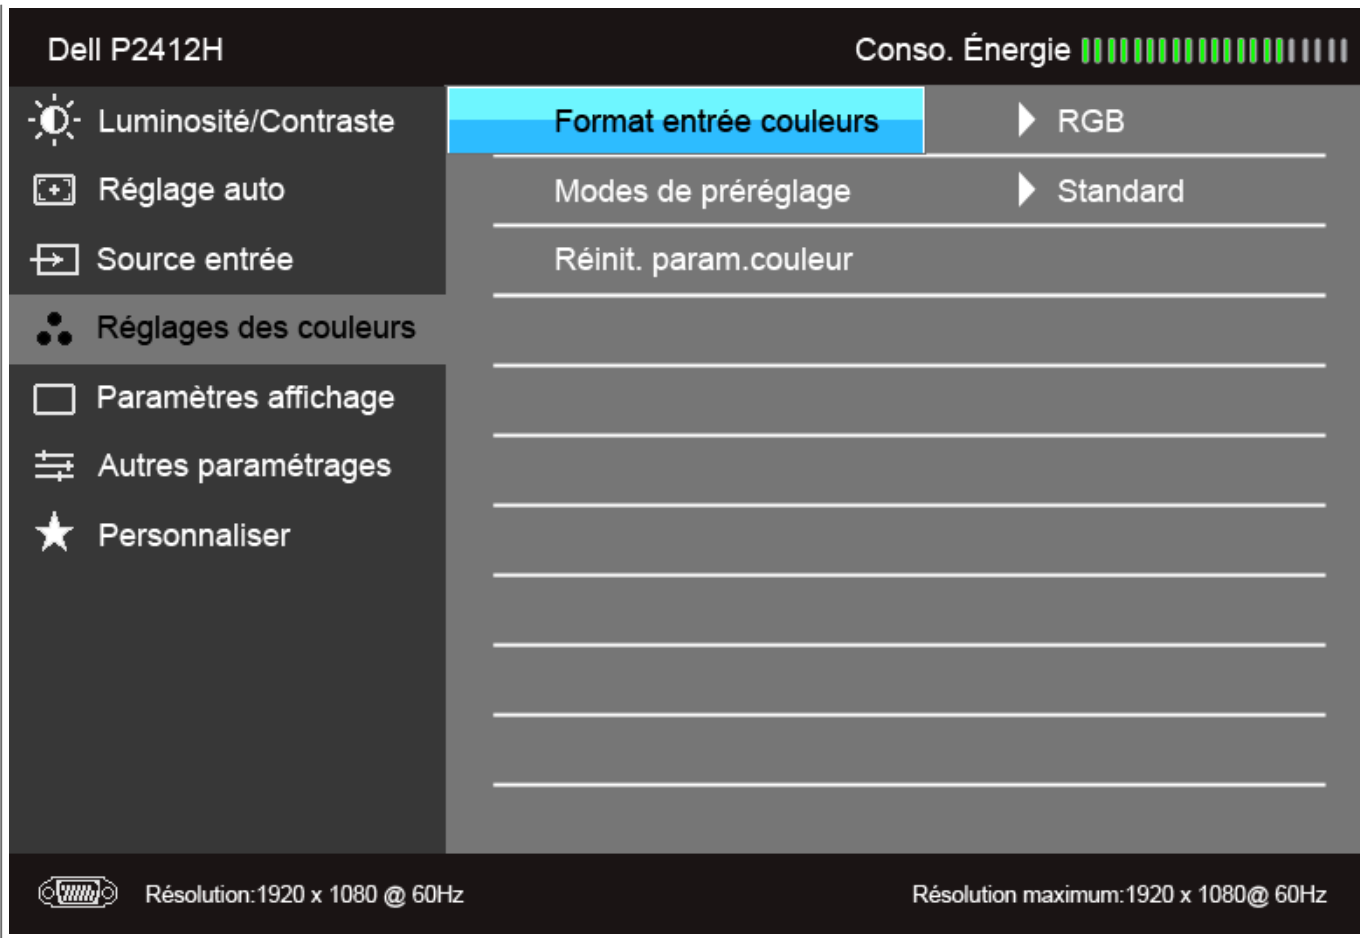 Dell P2412H Conso. Énergie
Luminosité/Contraste Format entrée couleurs RGB
Réglage auto Modes de préréglage Standard
Source entrée Réinit. param.couleur
Réglages des couleurs
Paramètres affichage
Autres paramétrages
Personnaliser
Résolution:1920 x 1080 @ 60Hz Résolution maximum:1920 x 1080@ 60Hz